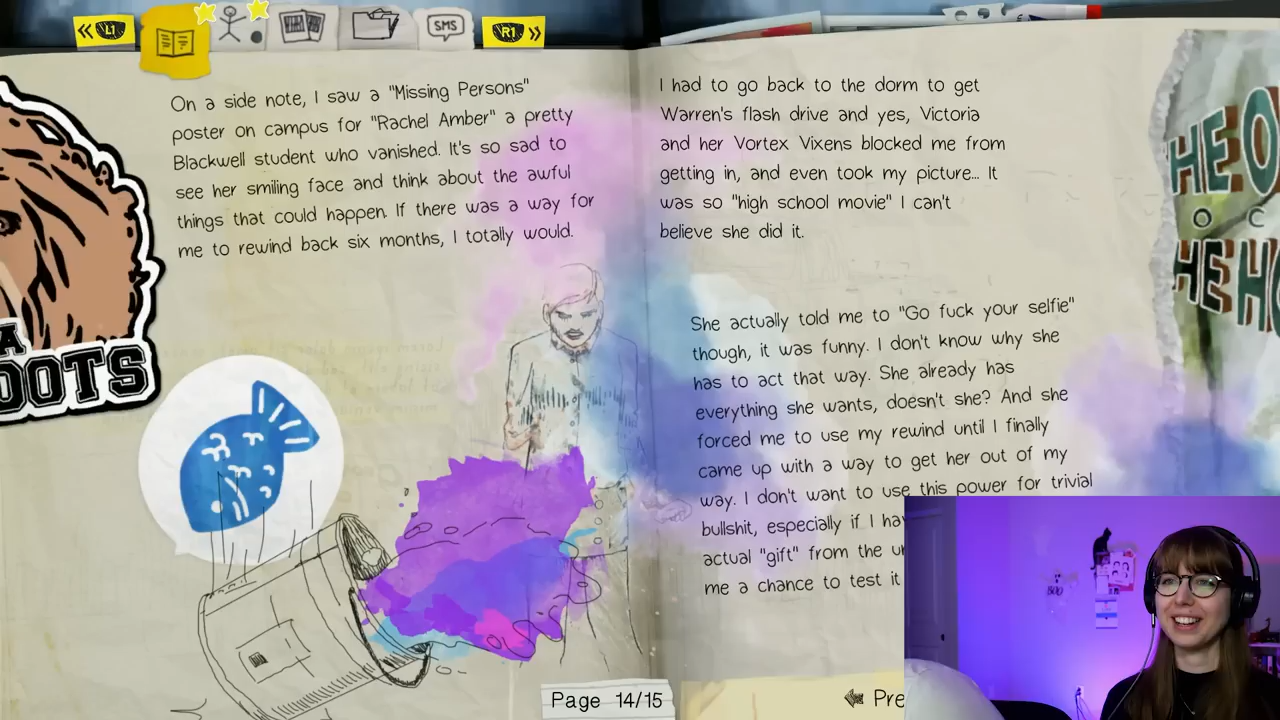 L1
SMS
R1
On a side note, I saw a "Missing Persons"
poster on campus for "Rachel Amber" a pretty
Blackwell student who vanished. It's so sad to
see her smiling face and think about the awful
things that could happen. If there was a way for
me to rewind back six months, I totally would.
OOTS
I had to go back to the dorm to get
Warren's flash drive and yes, Victoria
and her Vortex Vixens blocked me from
getting in, and even took my picture... It
was so "high school movie" I can't
believe she did it.
She actually told me to "Go fuck your selfie"
though, it was funny. I don't know why she
has to act that way. She already has
everything she wants, doesn't she? And she
forced me to use my rewind until I finally
came up with a way to get her out of my
way. I don't want to use this power for trivial
bullshit, especially if I hav
actual "gift" from the u
me a chance to test it
HE O
O C
HE HO
Page 14/15
Pre